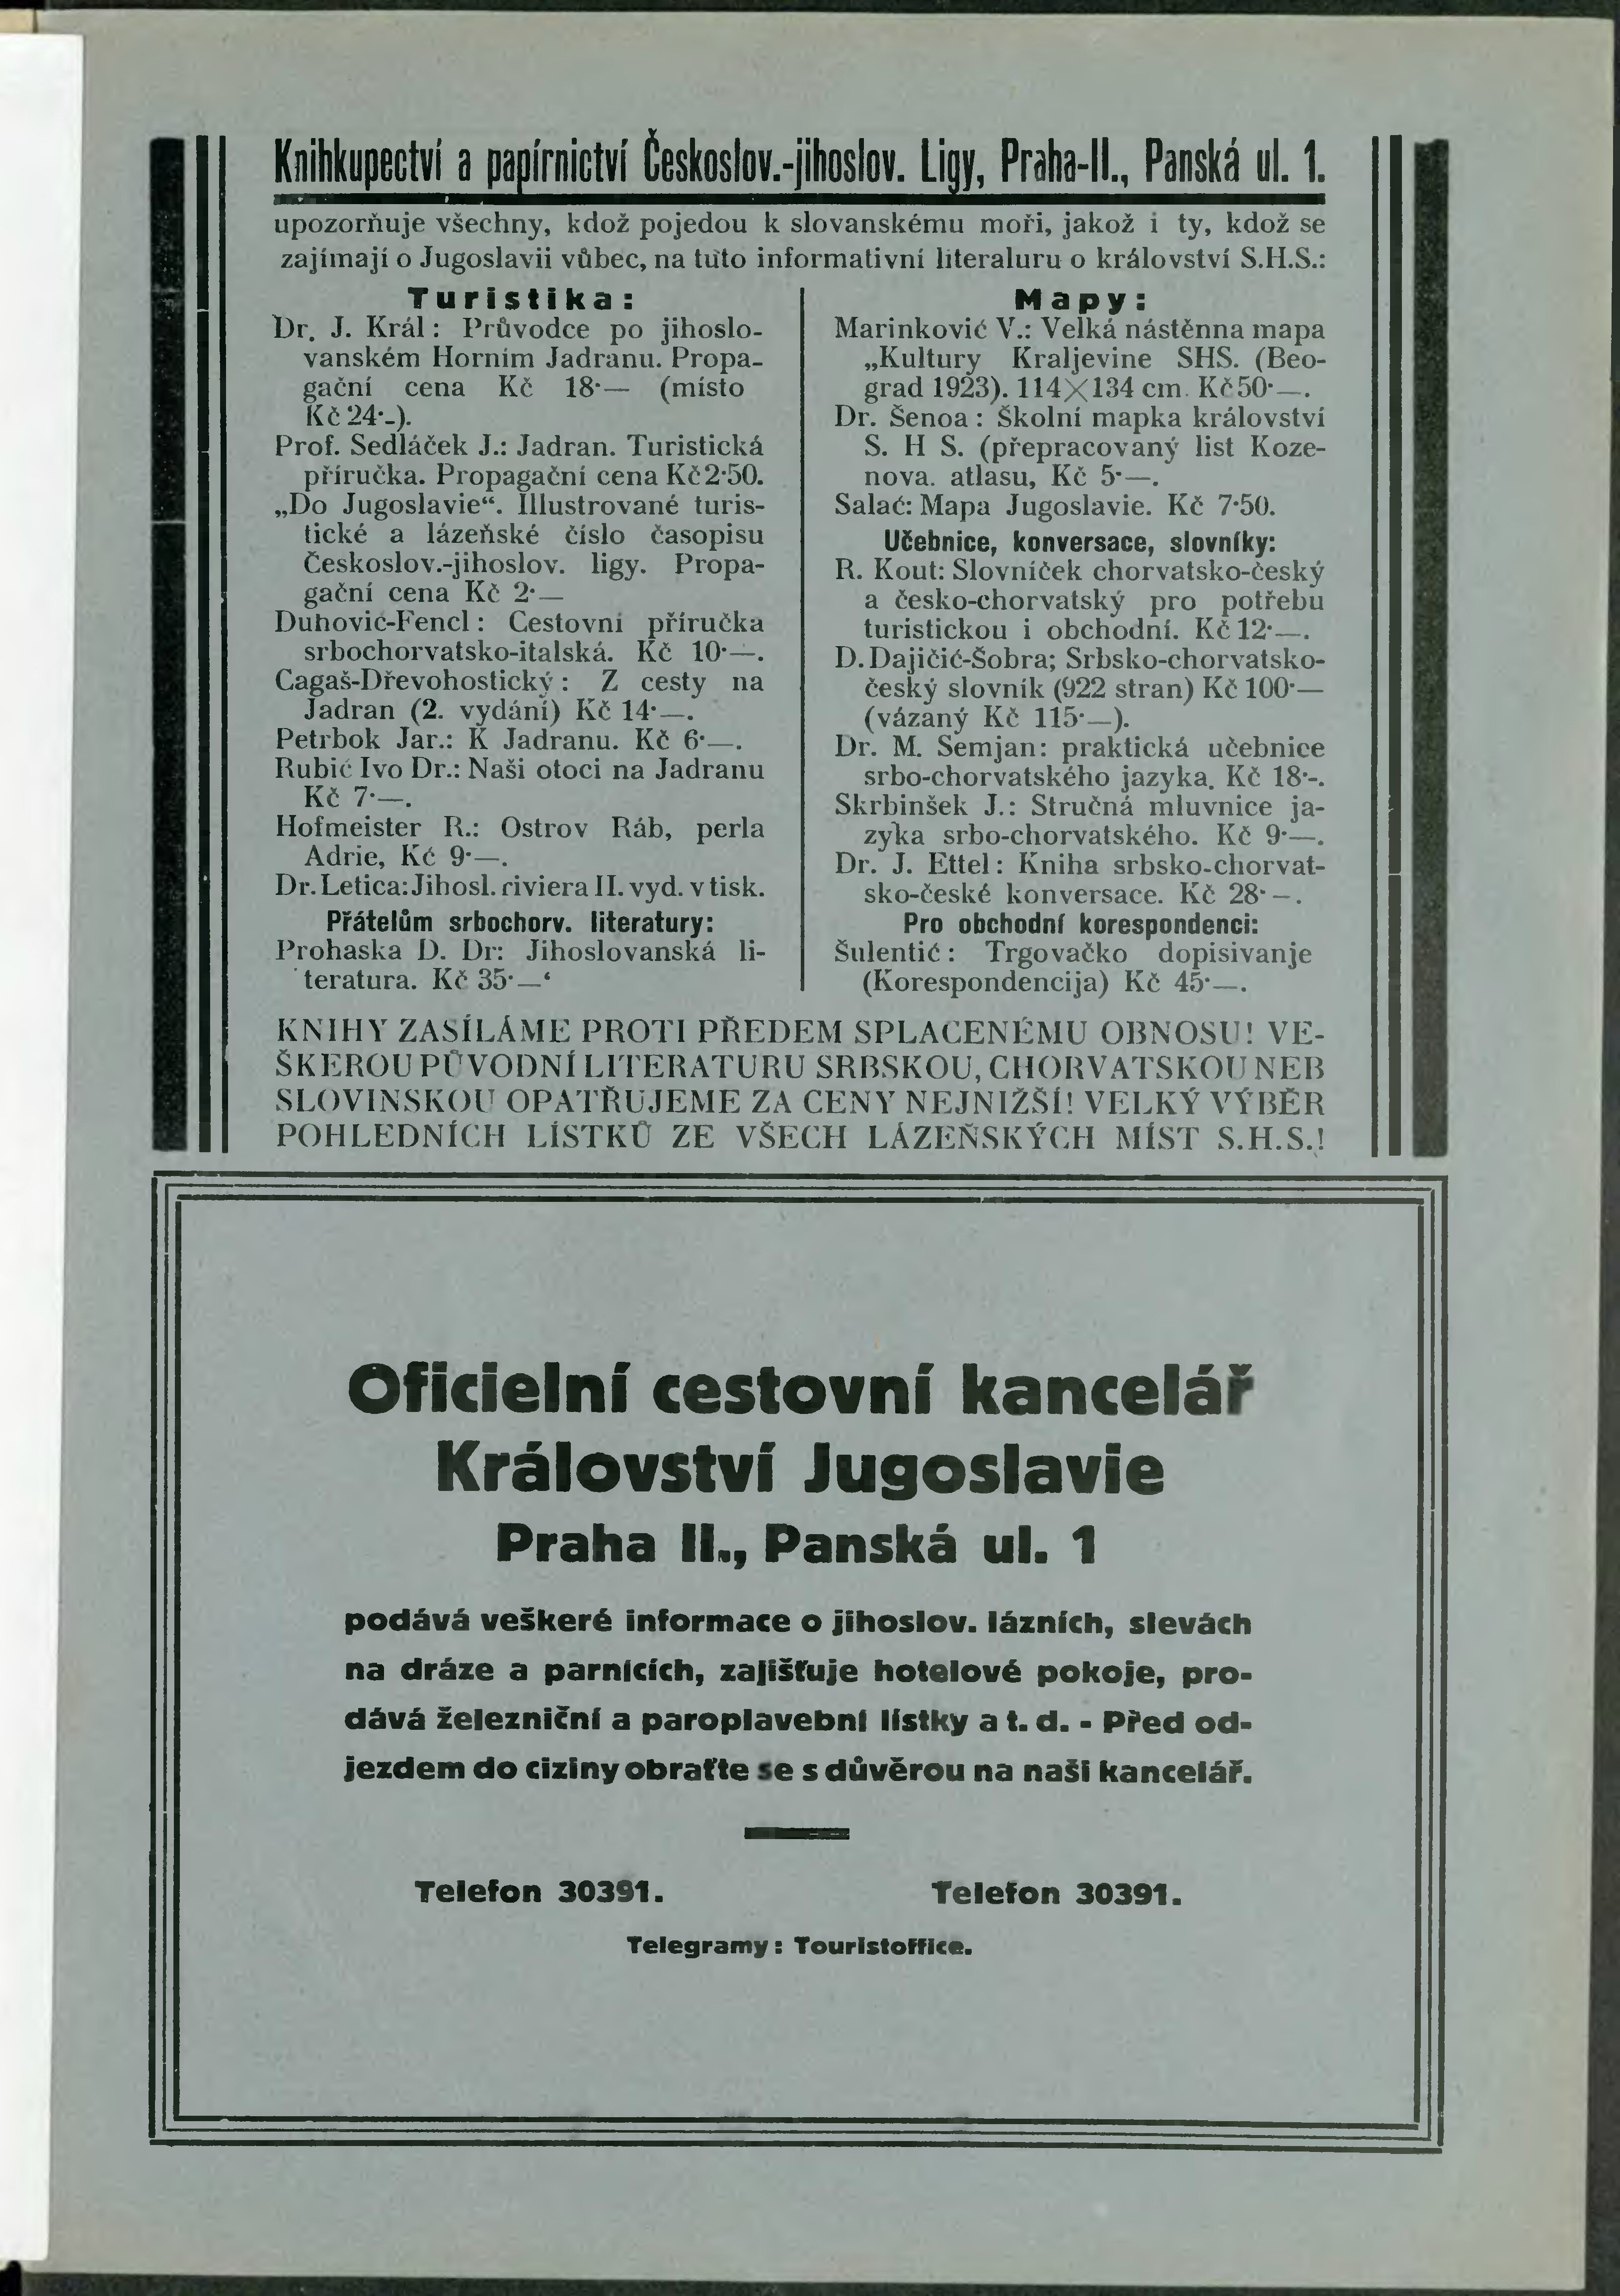 Knihkupectví a papírnictví Českoslov.-jihoslov. Ligy, Praha-II., Panská ul. 1.
upozorňuje všechny, kdož pojedou k slovanskému moři, jakož i ty, kdož se
zajímají o Jugoslavii vůbec, na tuto informativní literaluru o království S.H.S.:
Turistika:
Dr. J. Král: Průvodce po jihoslo-
vanském Horním Jadranu. Propa-
gační cena Kč 18·— (místo
Kč 24·-).
Prof. Sedláček J.: Jadran. Turistická
příručka. Propagační cena Kč 2·50.
„Do Jugoslavie“. Illustrované turis-
tické a lázeňské číslo časopisu
Českoslov.-jihoslov. ligy. Propa-
gační cena Kč 2·—
Duhović-Fencl: Cestovní příručka
srbochorvatsko-italská. Kč 10·—.
Cagaš-Dřevohostický: Z cesty na
Jadran (2. vydání) Kč 14·—.
Petrbok Jar.: K Jadranu. Kč 6·—.
Rubić Ivo Dr.: Naši otoci na Jadranu
Kč 7·—.
Hofmeister R.: Ostrov Ráb, perla
Adrie, Kč 9·—.
Dr. Letica: Jihosl. riviera II. vyd. v tisk.
Přátelům srbochorv. literatury:
Prohaska D. Dr: Jihoslovanská li-
teratura. Kč 35·—‘
Mapy:
Marinković V.: Velká nástěnna mapa
„Kultury Kraljevine SHS. (Beo-
grad 1923). 114×134 cm. Kč 50·—.
Dr. Šenoa: Školní mapka království
S. H S. (přepracovaný list Koze-
nova. atlasu, Kč 5·—.
Salać: Mapa Jugoslavie. Kč 7·50.
Učebnice, konversace, slovníky:
R. Kout: Slovníček chorvatsko-český
a česko-chorvatský pro potřebu
turistickou i obchodní. Kč 12·—.
D. Dajičić-Šobra; Srbsko-chorvatsko-
český slovník (922 stran) Kč 100·—
(vázaný Kč 115·—).
Dr. M. Semjan: praktická učebnice
srbo-chorvatského jazyka. Kč 18·-.
Skrbinšek J.: Stručná mluvnice ja-
zyka srbo-chorvatského. Kč 9·—.
Dr. J. Ettel: Kniha srbsko-chorvat-
sko-české konversace. Kč 28·—.
Pro obchodní korespondenci:
Šulentić: Trgovačko dopisivanje
(Korespondencija) Kč 45·—.
KNIHY ZASÍLÁME PROTI PŘEDEM SPLACENÉMU OBNOSU! VE-
ŠKEROU PŮVODNÍ LITERATURU SRBSKOU, CHORVATSKOU NEB
SLOVINSKOU OPATŘUJEME ZA CENY NEJNIŽŠÍ! VELKÝ VÝBĚR
POHLEDNÍCH LÍSTKŮ ZE VŠECH LÁZEŇSKÝCH MÍST S.H.S.!
Oficielní cestovní kancelář
Království Jugoslavie
Praha II., Panská ul. 1
podává veškeré informace o jihoslov. lázních, slevách
na dráze a parnících, zajišťuje hotelové pokoje, pro-
dává železniční a paroplavební lístky a t. d. - Před od-
jezdem do ciziny obraťte se s důvěrou na naši kancelář.
Telefon 30391. Telefon 30391.
Telegramy: Touristoffice.